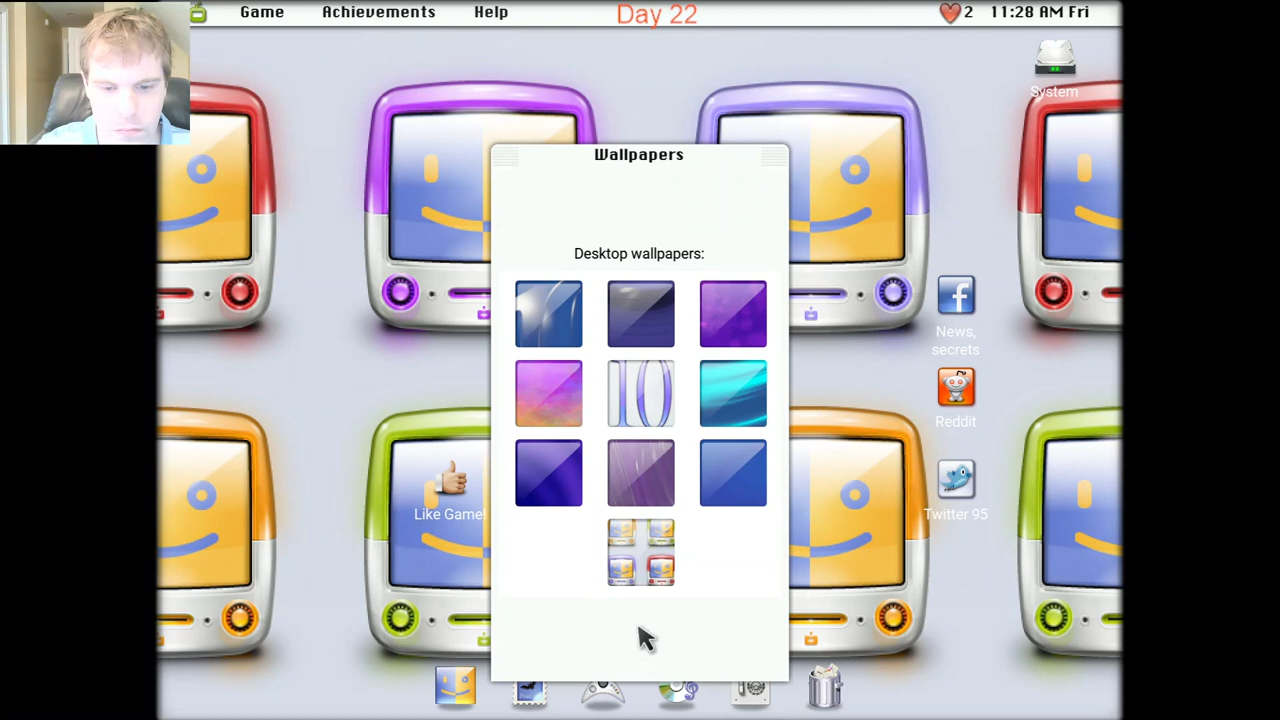 Game Achievements Help Day 22 2 11:28 AM Fri
System
Wallpapers
Desktop wallpapers:
10
News,
secrets
Reddit
Like Game!
Twitter 95